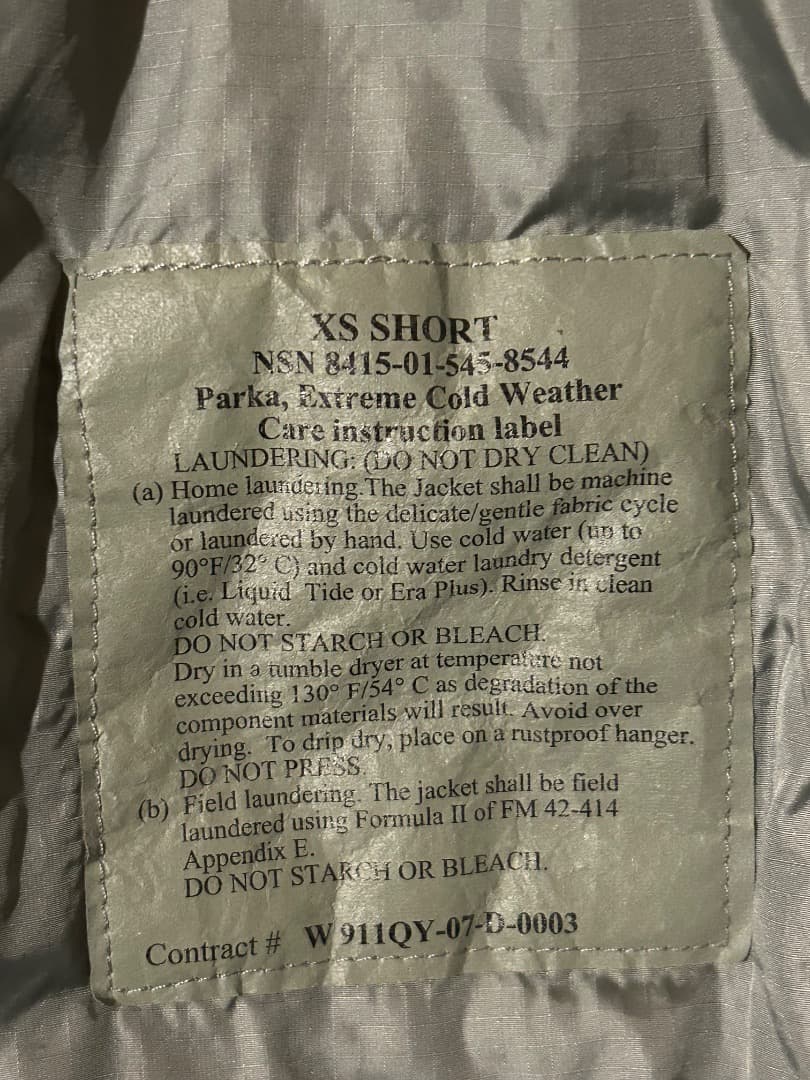 XS SHORT
NSN 8415-01-545-8544
Parka, Extreme Cold Weather
Care instruction label
LAUNDERING: (DO NOT DRY CLEAN)
(a) Home laundering. The Jacket shall be machine
laundered using the delicate/gentle fabric cycle
or laundered by hand. Use cold water (up to
90°F/32° C) and cold water laundry detergent
(i.e. Liquid Tide or Era Plus). Rinse in clean
cold water.
DO NOT STARCH OR BLEACH.
Dry in a tumble dryer at temperature not
exceeding 130° F/54° C as degradation of the
component materials will result. Avoid over
drying. To drip dry, place on a rustproof hanger.
DO NOT PRESS.
(b) Field laundering. The jacket shall be field
laundered using Formula II of FM 42-414
Appendix E.
DO NOT STARCH OR BLEACH.
Contract # W911QY-07-D-0003